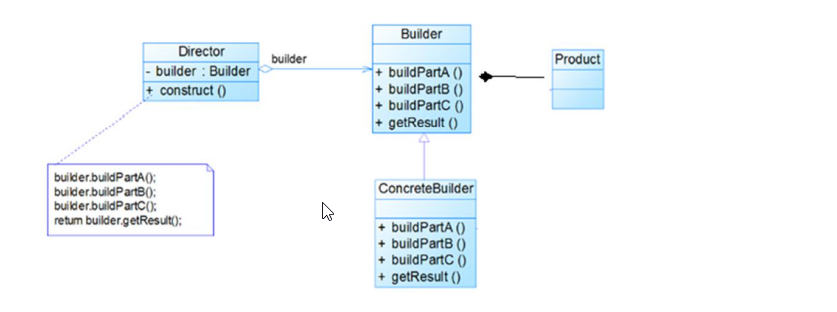 Director
- builder : Builder
+ construct ()
builder
Builder
+ buildPartA ()
+ buildPartB ()
+ buildPartC ()
+ getResult ()
Product
builder.buildPartA();
builder.buildPartB();
builder.buildPartC();
return builder.getResult();
ConcreteBuilder
+ buildPartA ()
+ buildPartB ()
+ buildPartC ()
+ getResult ()